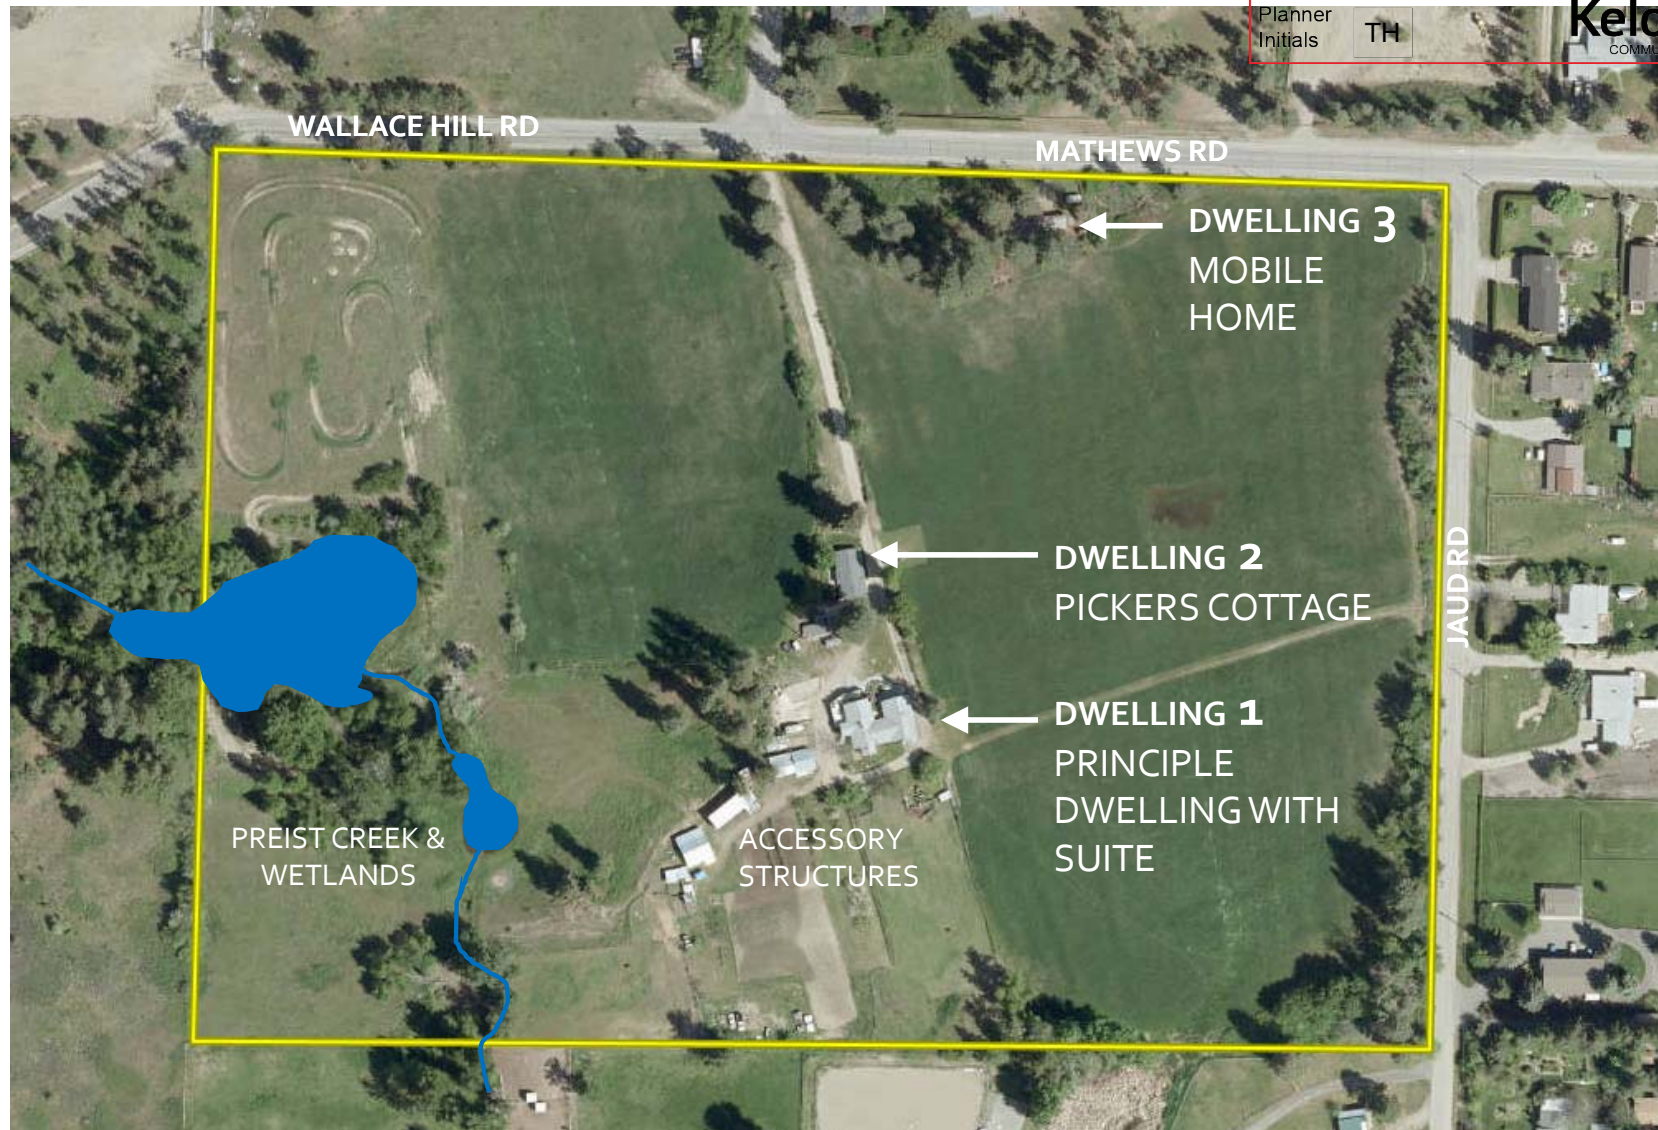 Planner
Initials
TH
WALLACE HILL RD
MATHEWS RD
DWELLING 3
MOBILE
HOME
JAUD RD
DWELLING 2
PICKERS COTTAGE
DWELLING 1
PRINCIPLE
DWELLING WITH
SUITE
PREIST CREEK &
WETLANDS
ACCESSORY
STRUCTURES